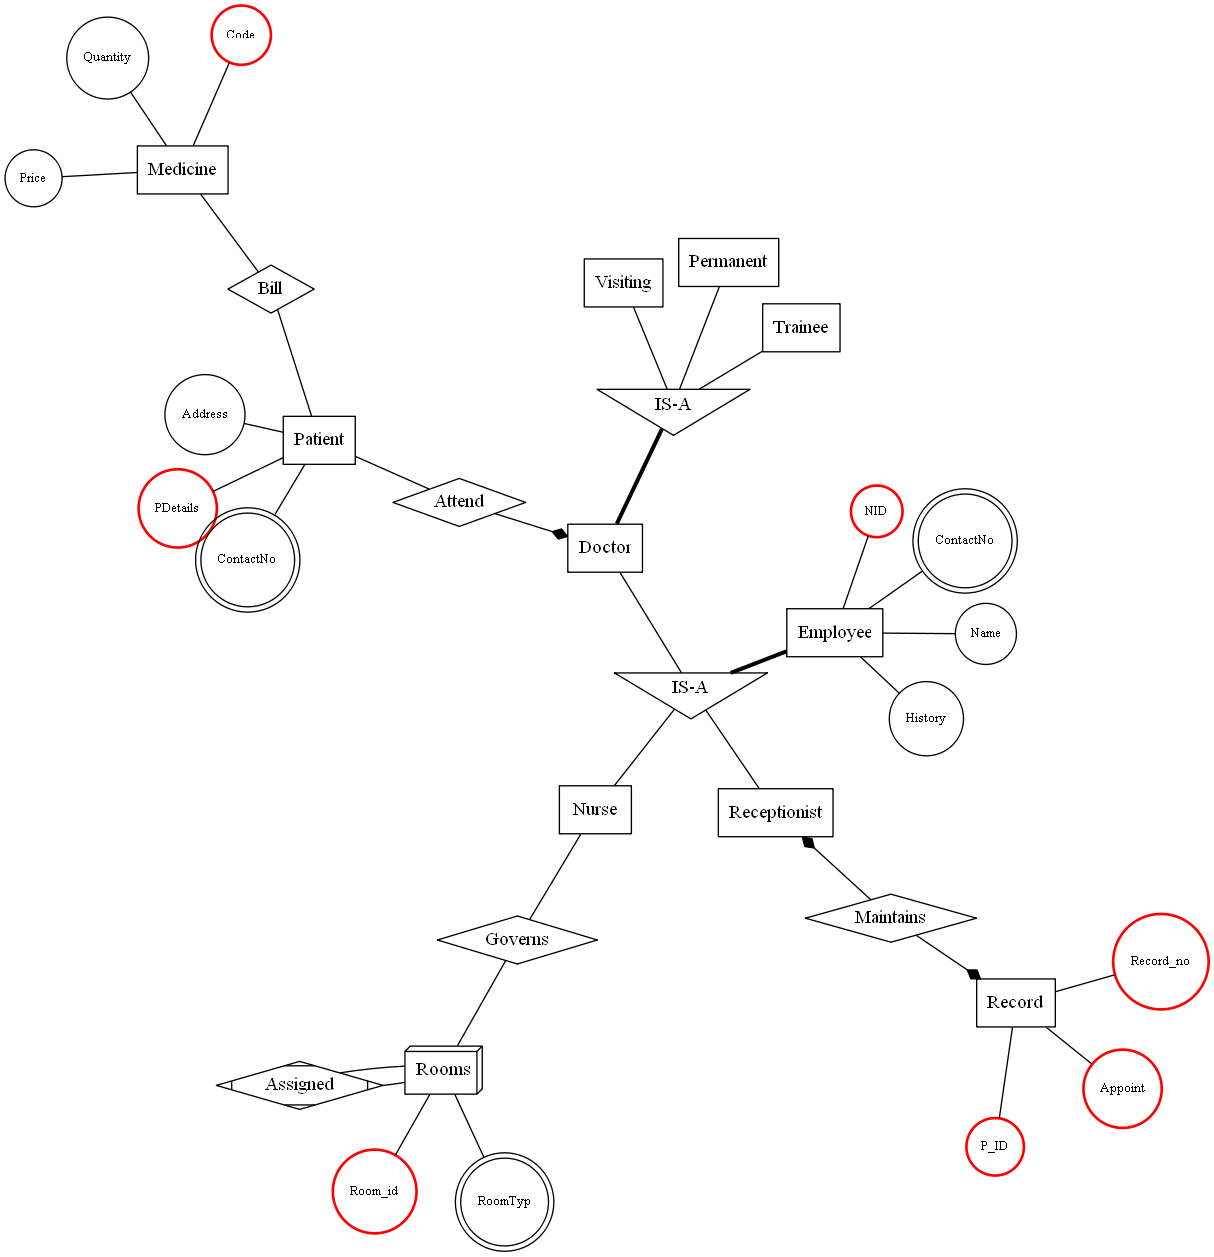 Code
Quantity
Medicine
Price
Permanent
Visiting
Bill
Trainee
IS-A
Address
Patient
Attend
PDetails
NID
ContactNo
Doctor
ContactNo
Employee
Name
IS-A
History
Nurse
Receptionist
Maintains
Governs
Record_no
Record
Rooms
Assigned
Appoint
P_ID
Room_id
RoomTyp